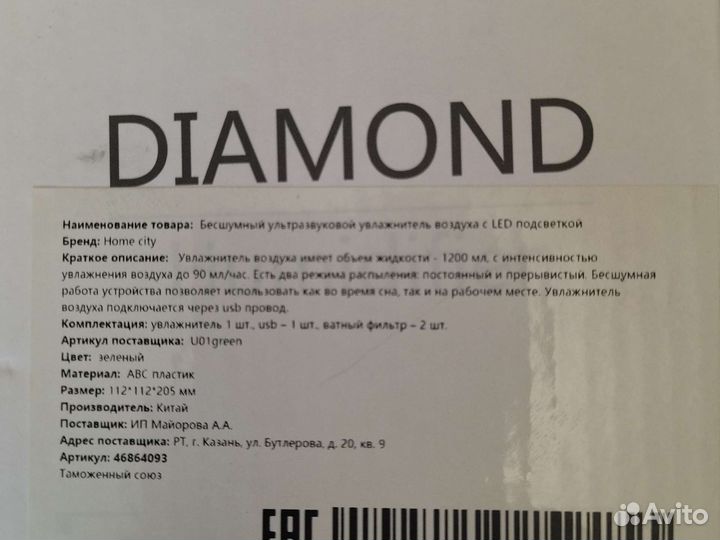 DIAMOND
Наименование товара: Бесшумный ультразвуковой увлажнитель воздуха с LED подсветкой
Бренд: Home city
Краткое описание: Увлажнитель воздуха имеет объем жидкости - 1200 мл, с интенсивностью
увлажнения воздуха до 90 мл/час. Есть два режима распыления: постоянный и прерывистый. Бесшумная
работа устройства позволяет использовать как во время сна, так и на рабочем месте. Увлажнитель
воздуха подключается через usb провод.
Комплектация: увлажнитель 1 шт., usb – 1 шт., ватный фильтр – 2 шт.
Артикул поставщика: U01green
Цвет: зеленый
Материал: АВС пластик
Размер: 112*112*205 мм
Производитель: Китай
Поставщик: ИП Майорова А.А.
Адрес поставщика: РТ, г. Казань, ул. Бутлерова, д. 20, кв. 9
Артикул: 46864093
Таможенный союз
EAC
Avito